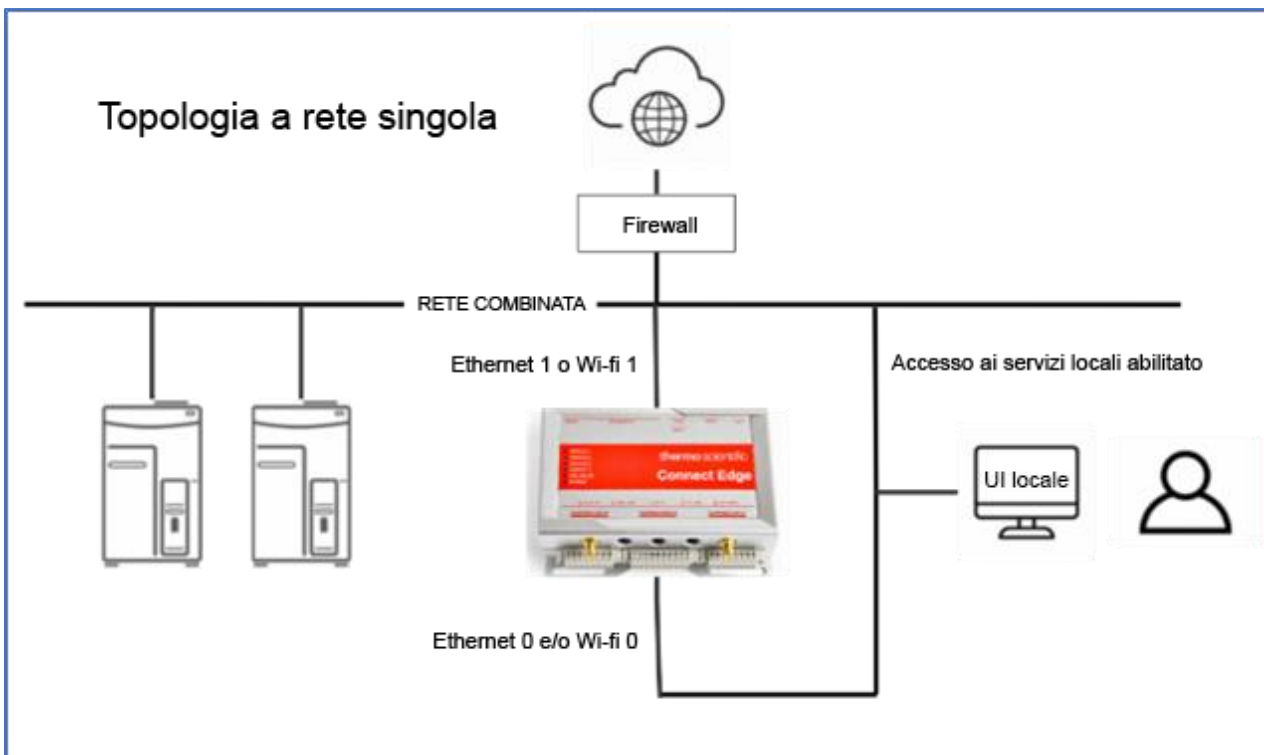 Topologia a rete singola
Firewall
RETE COMBINATA
Ethernet 1 o Wi-fi 1
Accesso ai servizi locali abilitato
thermo scientific
Connect Edge
UI locale
Ethernet 0 e/o Wi-fi 0